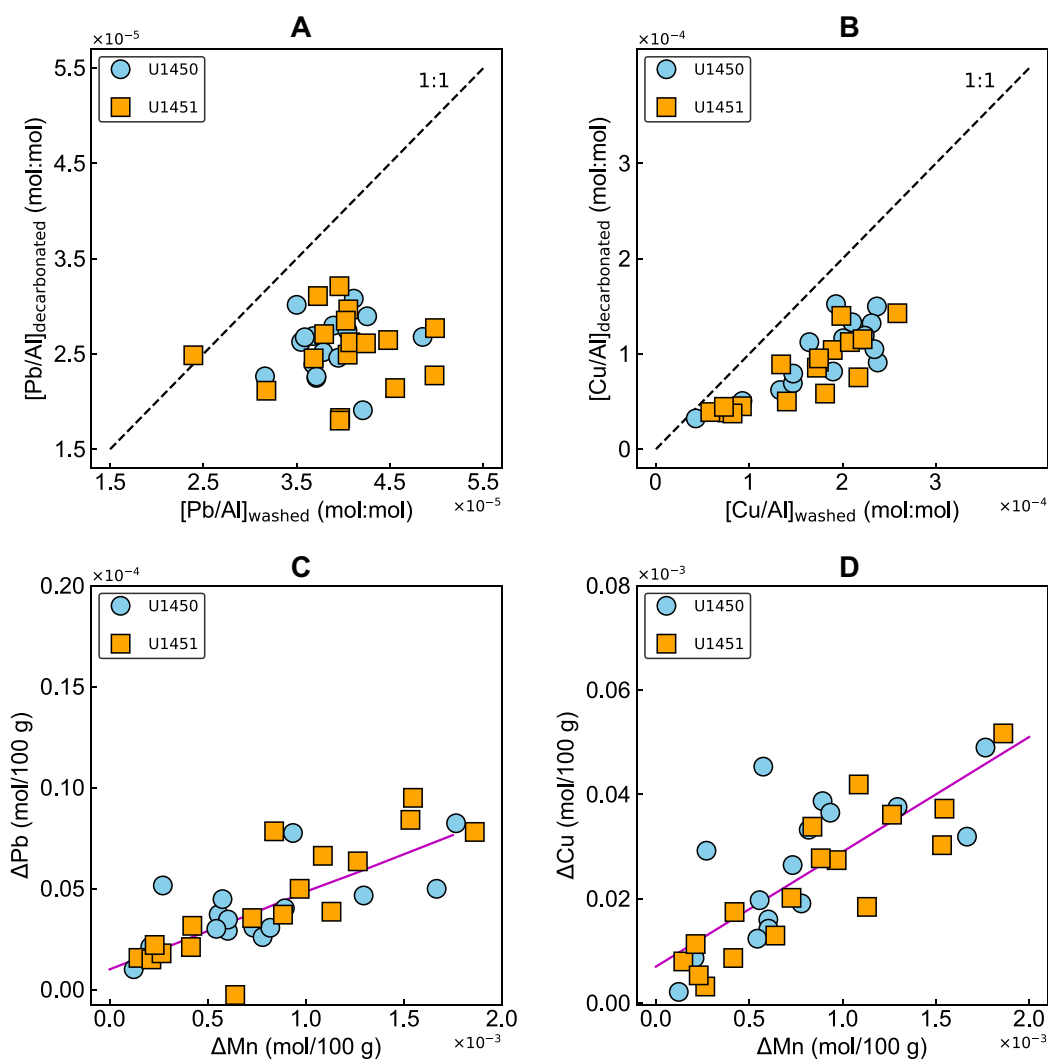 A
×10⁻⁵
U1450
U1451
1:1
5.5
4.5
3.5
2.5
1.5
[Pb/Al]decarbonated (mol:mol)
1.5 3.5 4.5 5.5
[Pb/Al]washed (mol:mol)
×10⁻⁵
B
×10⁻⁴
U1450
U1451
1:1
4
3
2
1
0
[Cu/Al]decarbonated (mol:mol)
0 1 2 3
[Cu/Al]washed (mol:mol)
×10⁻⁴
C
×10⁻⁴
U1450
U1451
0.20
0.15
0.10
0.05
0.00
ΔPb (mol/100 g)
0.0 0.5 1.0 1.5 2.0
ΔMn (mol/100 g)
×10⁻³
D
×10⁻³
U1450
U1451
0.08
0.06
0.04
0.02
0.00
ΔCu (mol/100 g)
0.0 0.5 1.0 1.5 2.0
ΔMn (mol/100 g)
×10⁻³